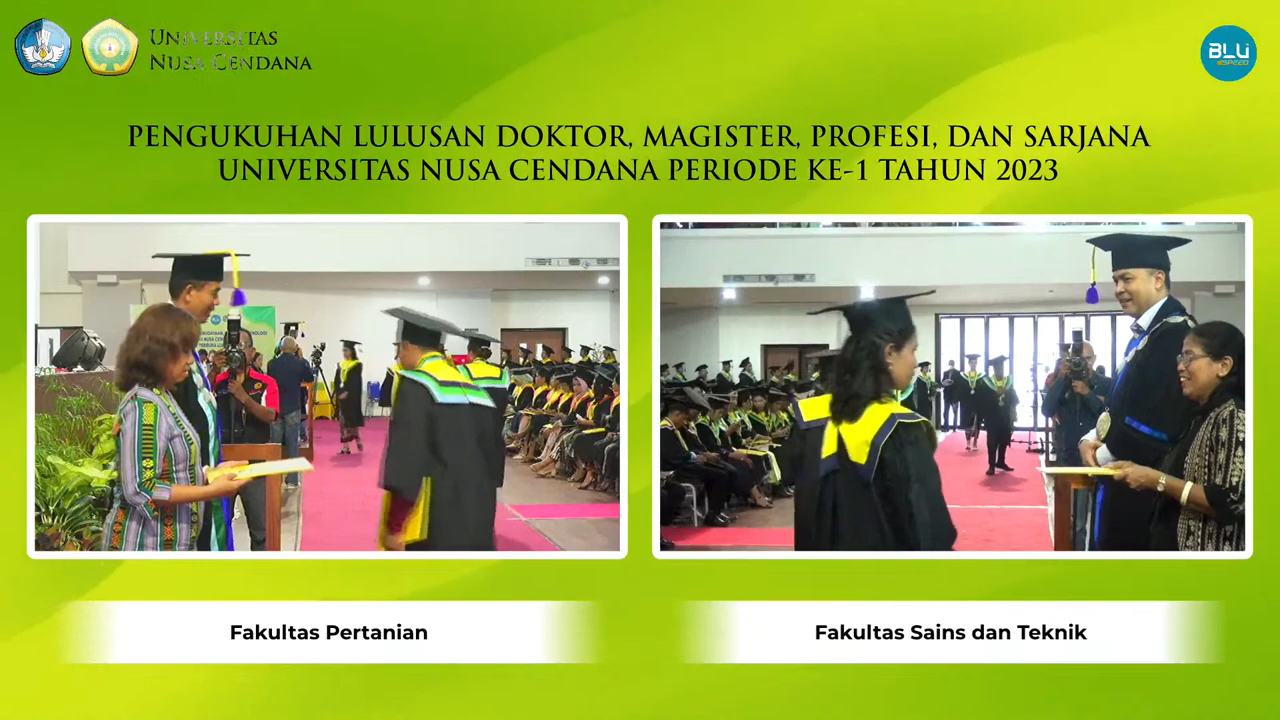 UNIVERSITAS
NUSA CENDANA
BLU
SPEED
PENGUKUHAN LULUSAN DOKTOR, MAGISTER, PROFESI, DAN SARJANA
UNIVERSITAS NUSA CENDANA PERIODE KE-1 TAHUN 2023
Fakultas Pertanian
Fakultas Sains dan Teknik